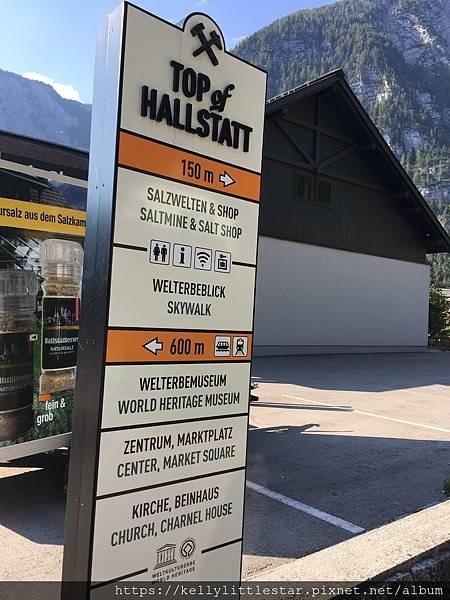 TOP of
HALLSTATT
150 m
SALZWELTEN & SHOP
SALTMINE & SALT SHOP
WELTERBEBLICK
SKYWALK
600 m
WELTERBEMUSEUM
WORLD HERITAGE MUSEUM
ZENTRUM, MARKTPLATZ
CENTER, MARKET SQUARE
KIRCHE, BEINHAUS
CHURCH, CHARNEL HOUSE
WELTKULTURERBE
WORLD HERITAGE
ursalz aus dem Salzkam
NATURSALZ
fein &
grob
https://kellylittlestar.pixnet.net/album